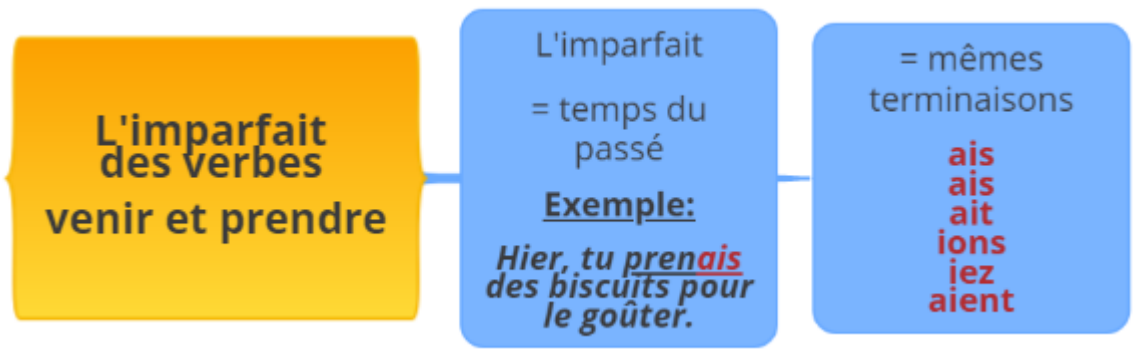 L'imparfait
des verbes
venir et prendre
L'imparfait
= temps du
passé
Exemple:
Hier, tu prenais
des biscuits pour
le goûter.
= mêmes
terminaisons
ais
ais
ait
ions
iez
aient